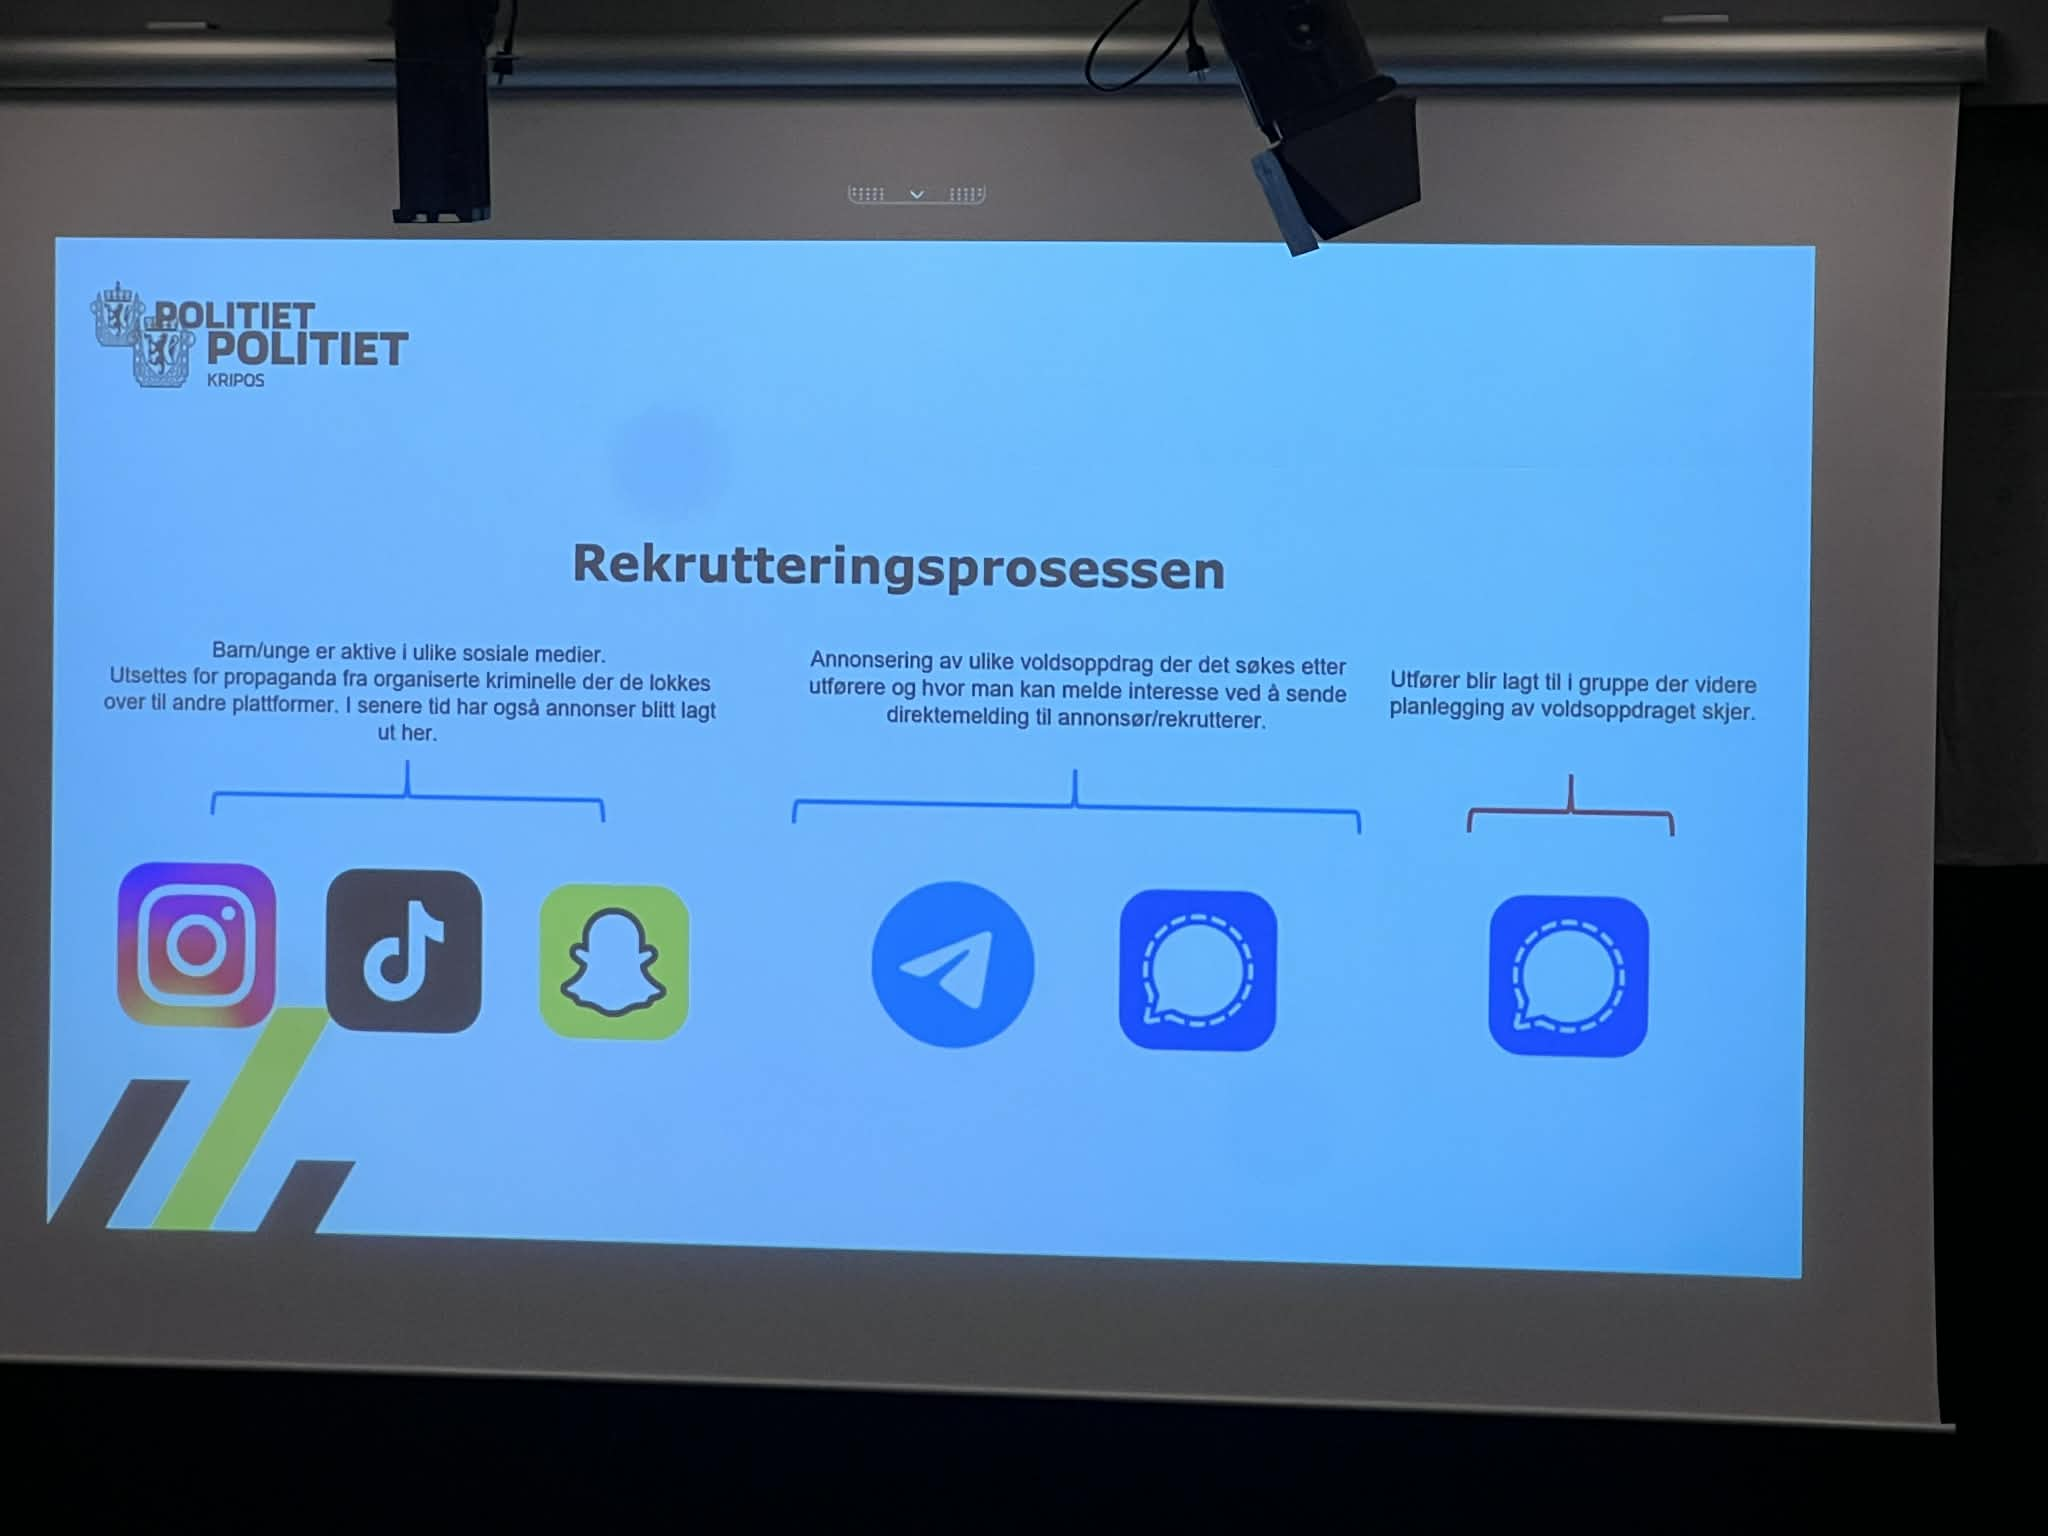 POLITIET
POLITIET
KRIPOS
Rekrutteringsprosessen
Barn/unge er aktive i ulike sosiale medier.
Utsettes for propaganda fra organiserte kriminelle der de lokkes
over til andre plattformer. I senere tid har også annonser blitt lagt
ut her.
Annonsering av ulike voldsoppdrag der det søkes etter
utførere og hvor man kan melde interesse ved å sende
direktemelding til annonsør/rekrutterer.
Utfører blir lagt til i gruppe der videre
planlegging av voldsoppdraget skjer.